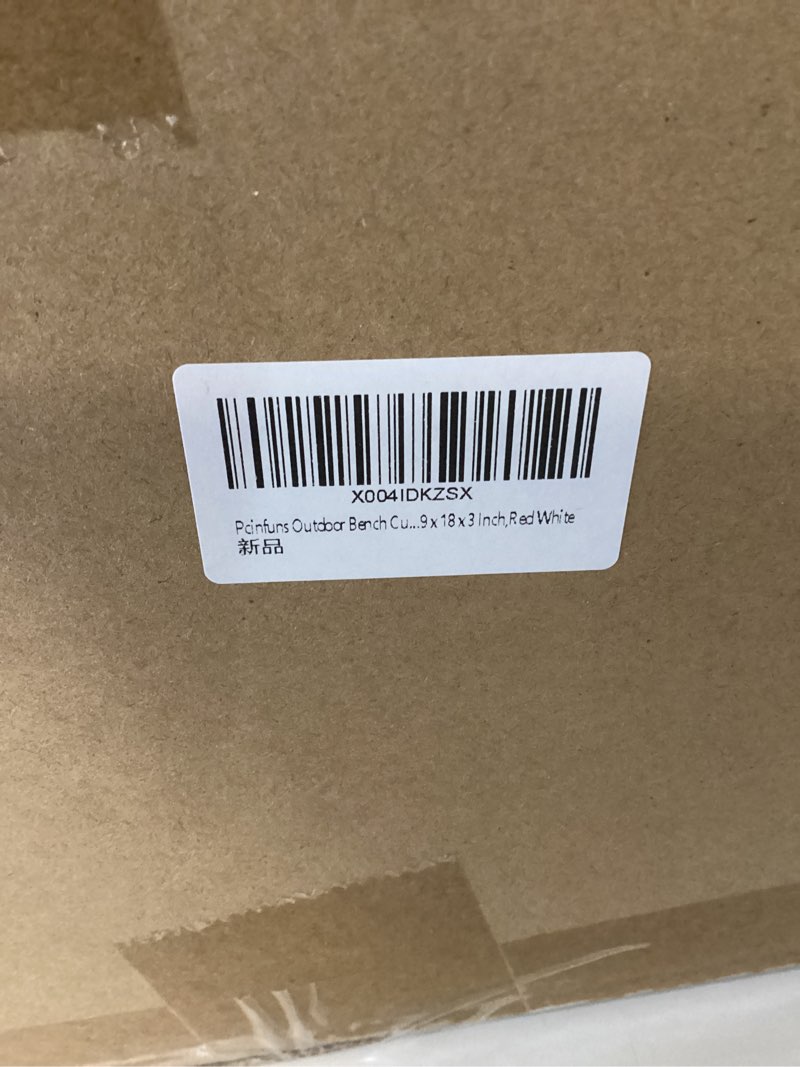 X004IDKZSX
Pcinfuns Outdoor Bench Cu...9 x 18 x 3 Inch,Red White
新品